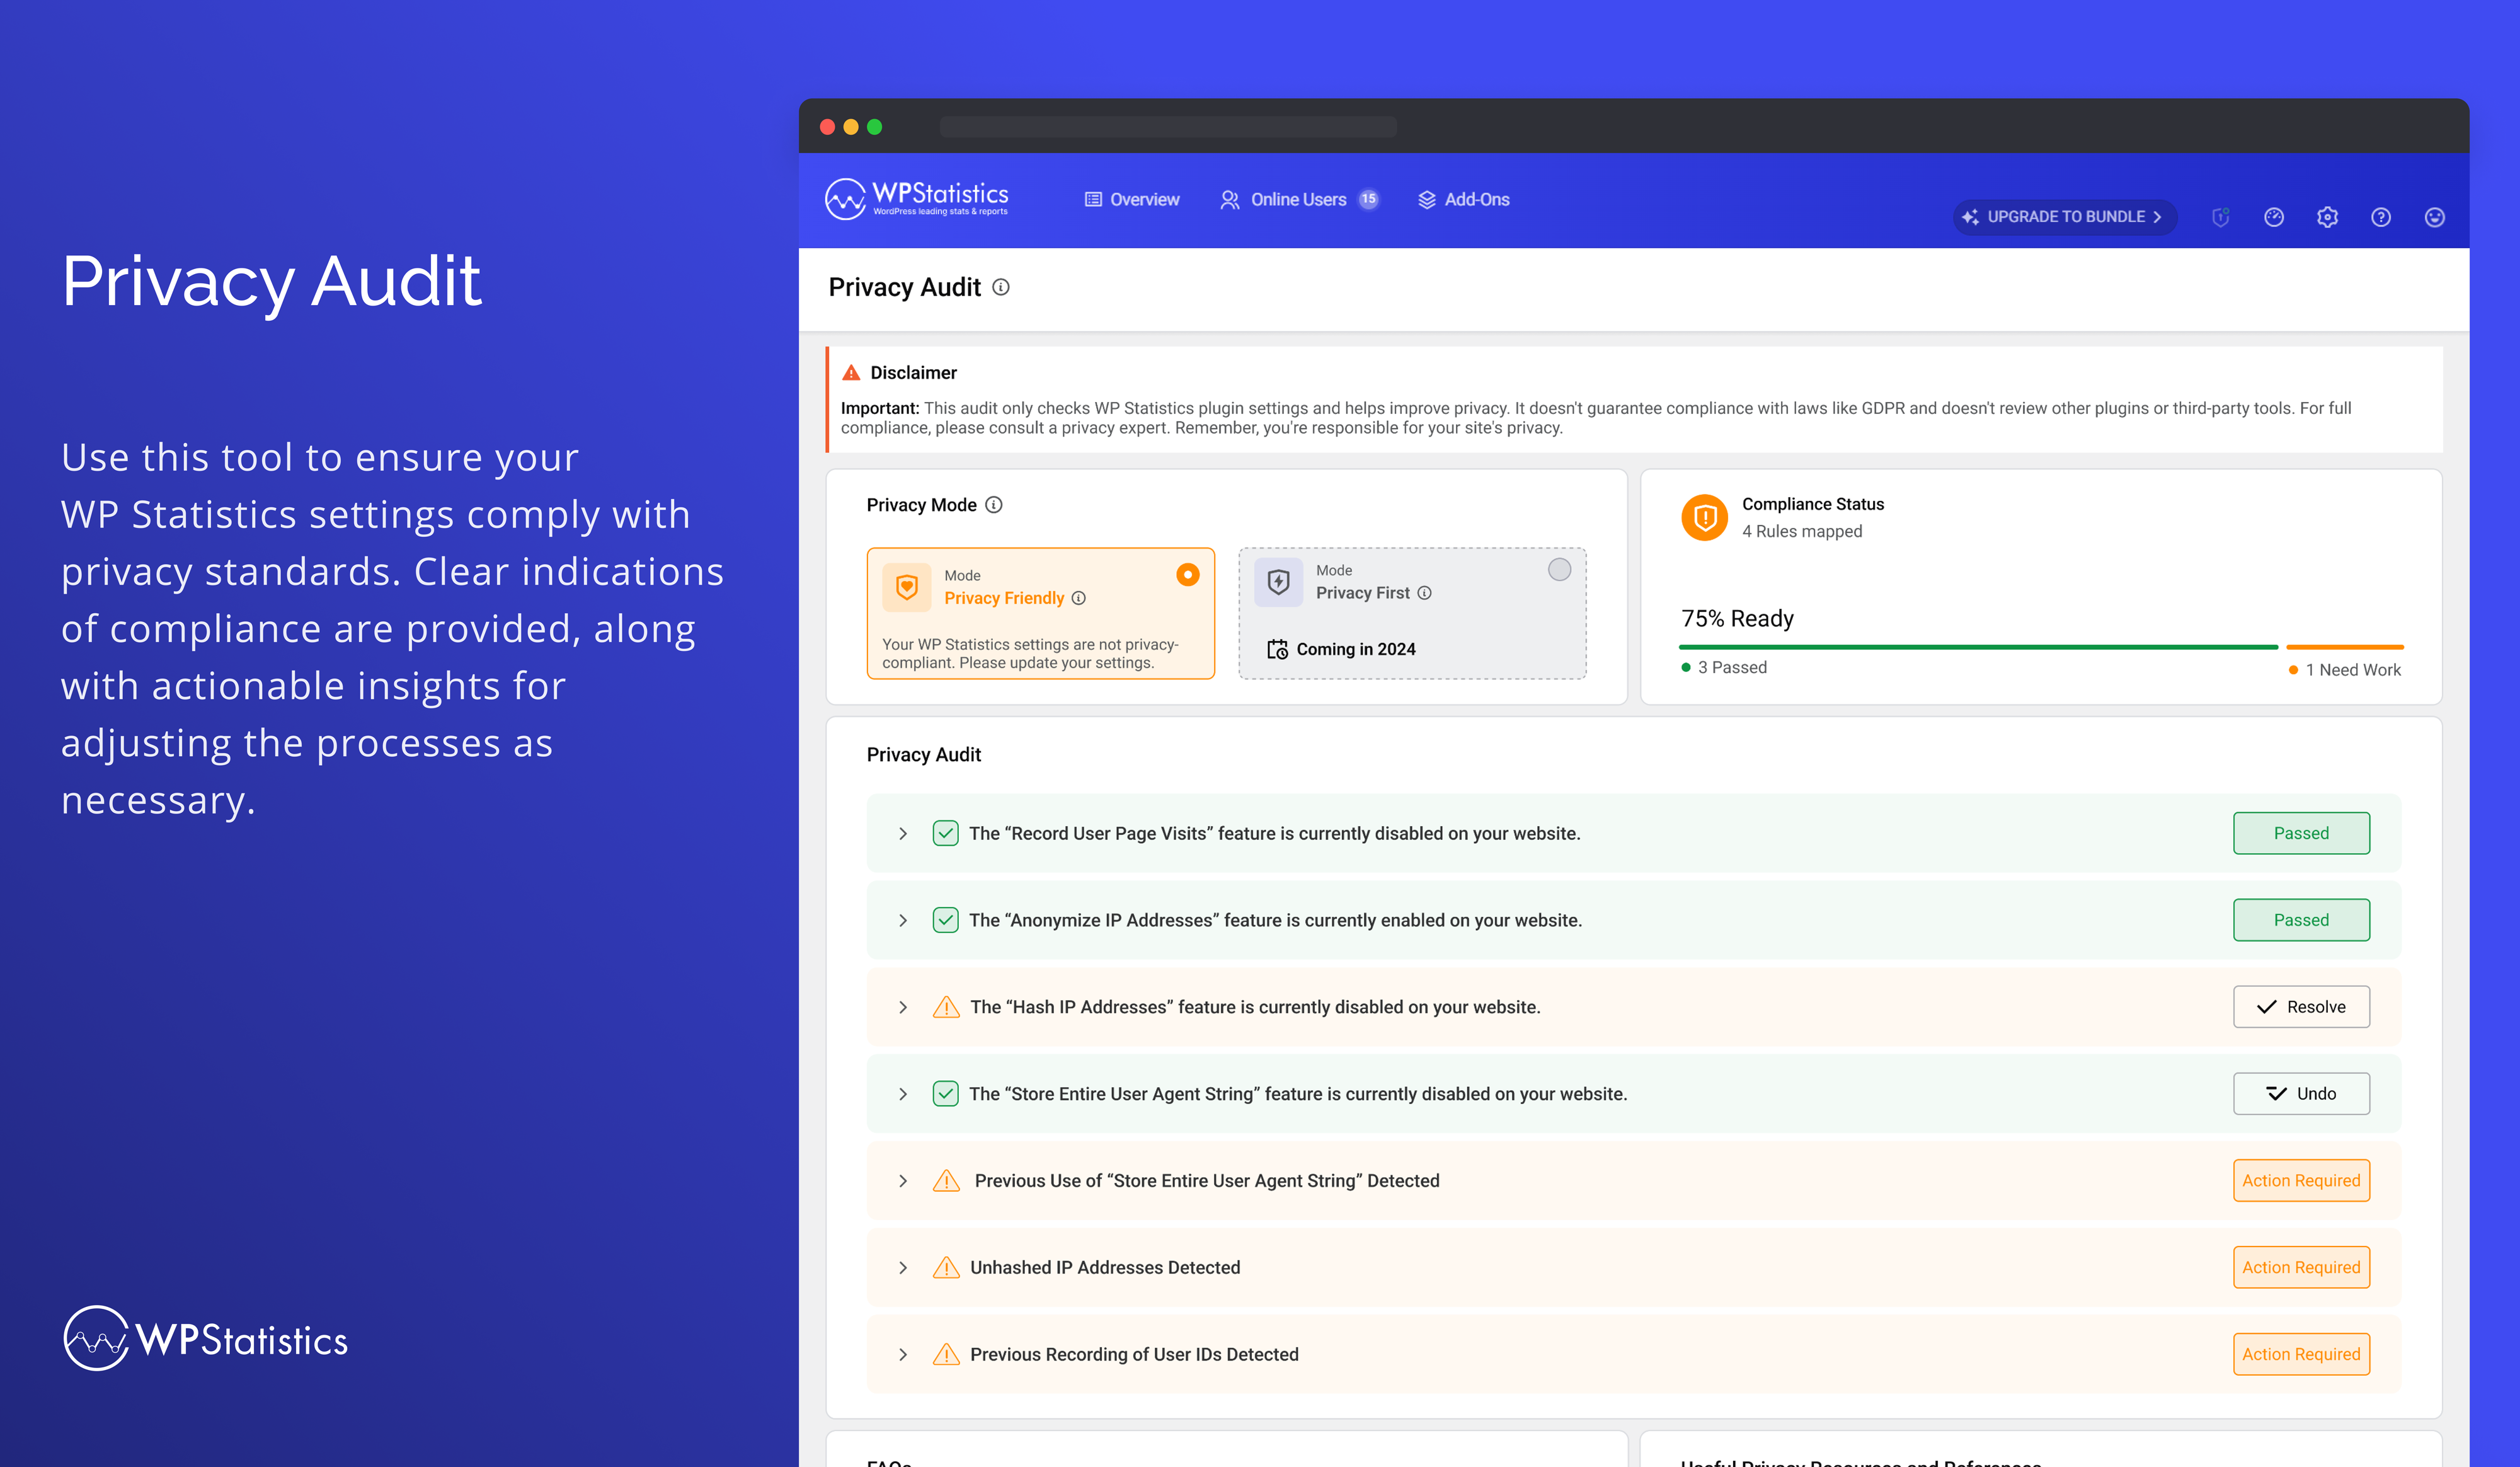 Privacy Audit
Use this tool to ensure your
WP Statistics settings comply with
privacy standards. Clear indications
of compliance are provided, along
with actionable insights for
adjusting the processes as
necessary.
WPStatistics
WPStatistics
WordPress leading stats & reports
Overview
Online Users 15
Add-Ons
UPGRADE TO BUNDLE
Privacy Audit
Disclaimer
Important: This audit only checks WP Statistics plugin settings and helps improve privacy. It doesn't guarantee compliance with laws like GDPR and doesn't review other plugins or third-party tools. For full
compliance, please consult a privacy expert. Remember, you're responsible for your site's privacy.
Privacy Mode
Mode
Privacy Friendly
Your WP Statistics settings are not privacy-
compliant. Please update your settings.
Mode
Privacy First
Coming in 2024
Compliance Status
4 Rules mapped
75% Ready
3 Passed
1 Need Work
Privacy Audit
The “Record User Page Visits” feature is currently disabled on your website.
Passed
The “Anonymize IP Addresses” feature is currently enabled on your website.
Passed
The “Hash IP Addresses” feature is currently disabled on your website.
Resolve
The “Store Entire User Agent String” feature is currently disabled on your website.
Undo
Previous Use of “Store Entire User Agent String” Detected
Action Required
Unhashed IP Addresses Detected
Action Required
Previous Recording of User IDs Detected
Action Required
FAQs
Useful Privacy Resources and References